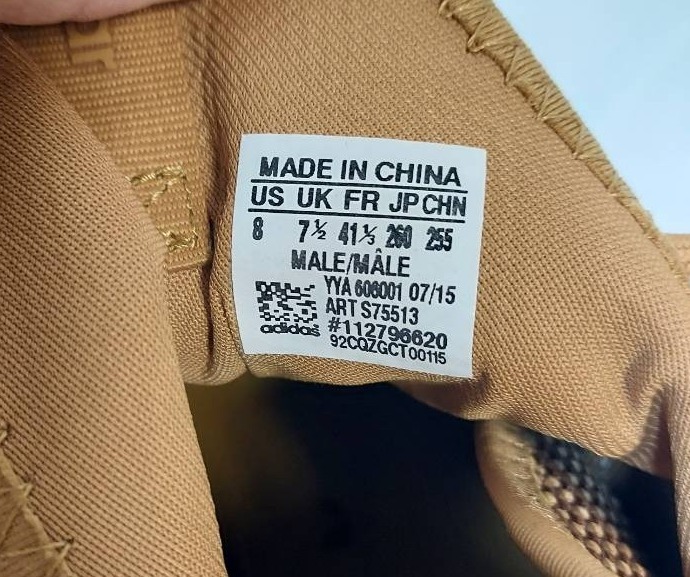 MADE IN CHINA
US UK FR JP CHN
8 7½ 41⅓ 260 255
MALE/MÂLE
YYA 606001 07/15
ART S75513
#112796620
adidas
92CQZGCT00115